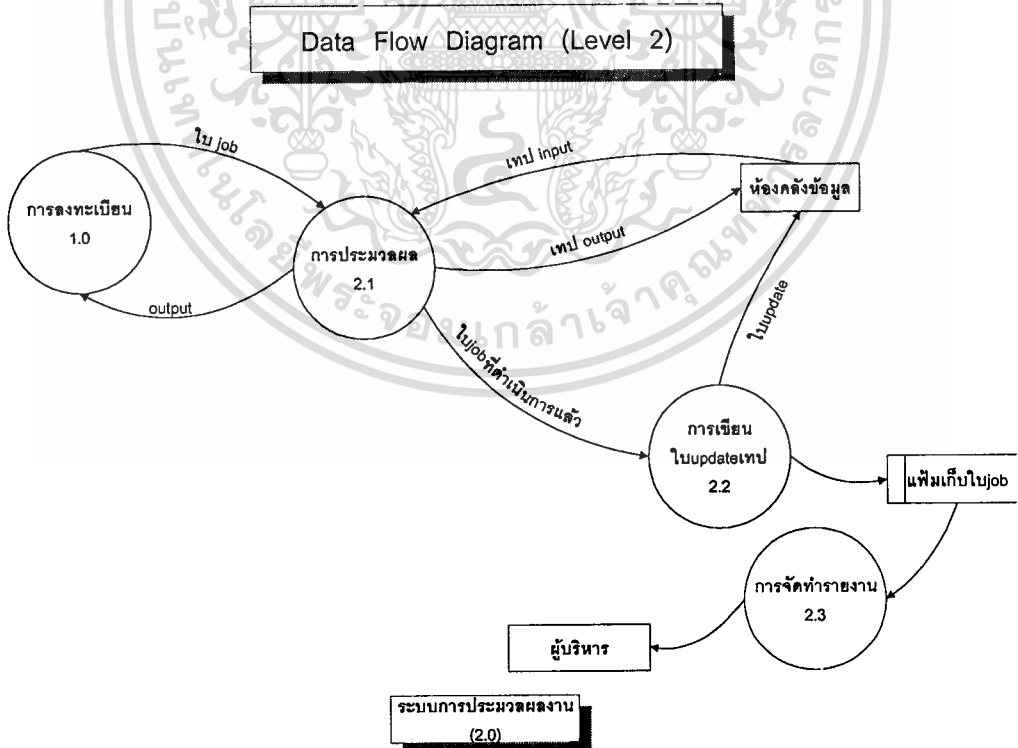 Data Flow Diagram (Level 2)
ใบ job
เทป input
ห้องคลังข้อมูล
การลงทะเบียน
1.0
การประมวลผล
2.1
เทป output
output
ใบupdate
ใบjobที่ดำเนินการแล้ว
การเขียน
ใบupdateเทป
2.2
แฟ้มเก็บใบjob
การจัดทำรายงาน
2.3
ผู้บริหาร
ระบบการประมวลผลงาน
(2.0)